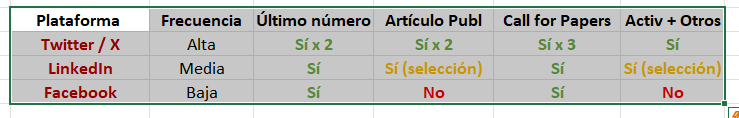 Plataforma Frecuencia Último número Artículo Publ Call for Papers Activ + Otros
Twitter / X Alta Sí x 2 Sí x 2 Sí x 3 Sí
LinkedIn Media Sí Sí (selección) Sí Sí (selección)
Facebook Baja Sí No Sí No